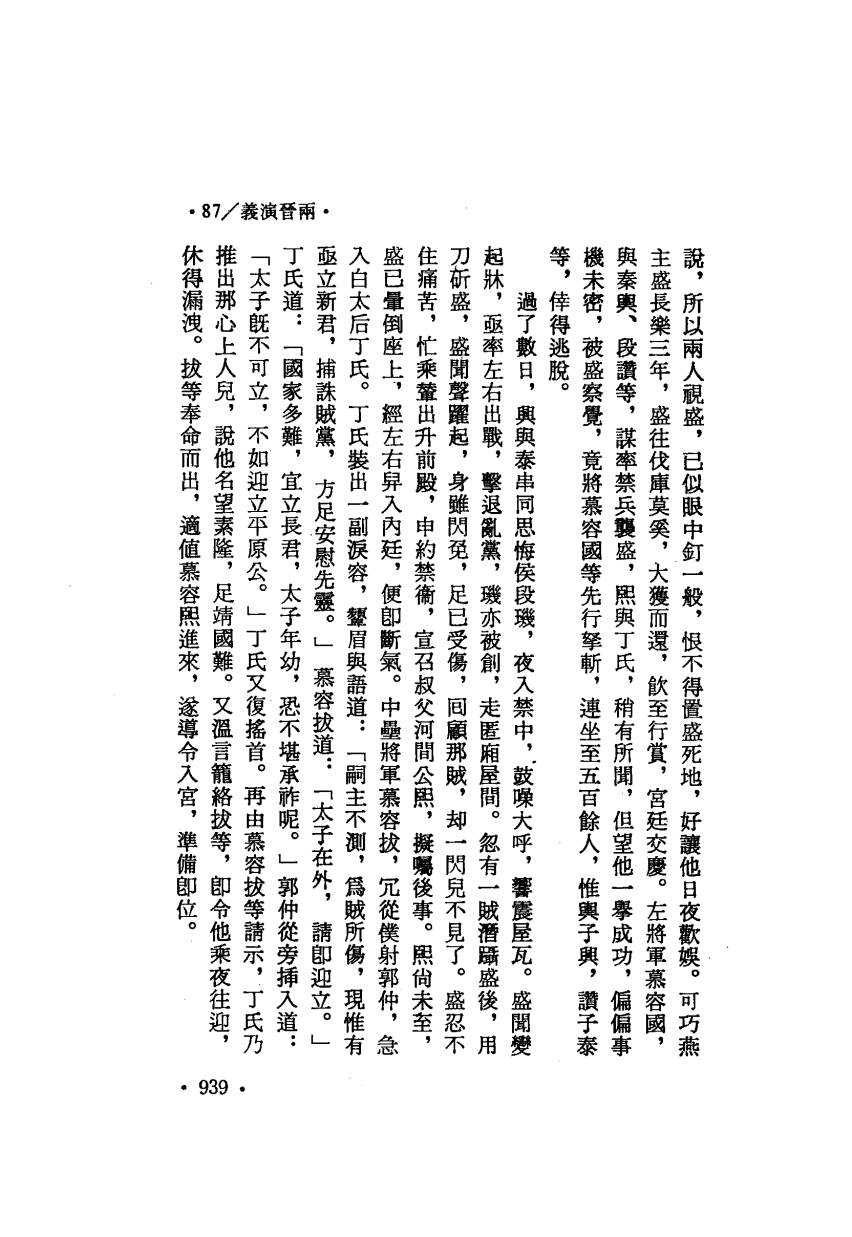 •87／義演晉兩•
說，所以兩人視盛，已似眼中釘一般，恨不得置盛死地，好讓他日夜歡娛。可巧燕
主盛長樂三年，盛往伐庫莫奚，大獲而還，飲至行賞，宮廷交慶。左將軍慕容國，
與秦輿、段讚等，謀率禁兵襲盛，熙與丁氏，稍有所聞，但望他一舉成功，偏偏事
機未密，被盛察覺，竟將慕容國等先行拏斬，連坐至五百餘人，惟輿子興，讚子泰
等，倖得逃脫。
過了數日，興與泰串同思悔侯段璣，夜入禁中，鼓噪大呼，響震屋瓦。盛聞變
起牀，亟率左右出戰，擊退亂黨，璣亦被創，走匿廂屋間。忽有一賊潛躡盛後，用
刀斫盛，盛聞聲躍起，身雖閃免，足已受傷，囘顧那賊，却一閃兒不見了。盛忍不
住痛苦，忙乘輦出升前殿，申約禁衞，宣召叔父河間公熙，擬囑後事。熙尚未至，
盛已暈倒座上，經左右舁入內廷，便卽斷氣。中壘將軍慕容拔，冗從僕射郭仲，急
入白太后丁氏。丁氏裝出一副淚容，顰眉與語道：「嗣主不測，爲賊所傷，現惟有
亟立新君，捕誅賊黨，方足安慰先靈。」慕容拔道：「太子在外，請卽迎立。」
丁氏道：「國家多難，宜立長君，太子年幼，恐不堪承祚呢。」郭仲從旁插入道：
「太子旣不可立，不如迎立平原公。」丁氏又復搖首。再由慕容拔等請示，丁氏乃
推出那心上人兒，說他名望素隆，足靖國難。又溫言籠絡拔等，卽令他乘夜往迎，
休得漏洩。拔等奉命而出，適值慕容熙進來，遂導令入宮，準備卽位。
•939•